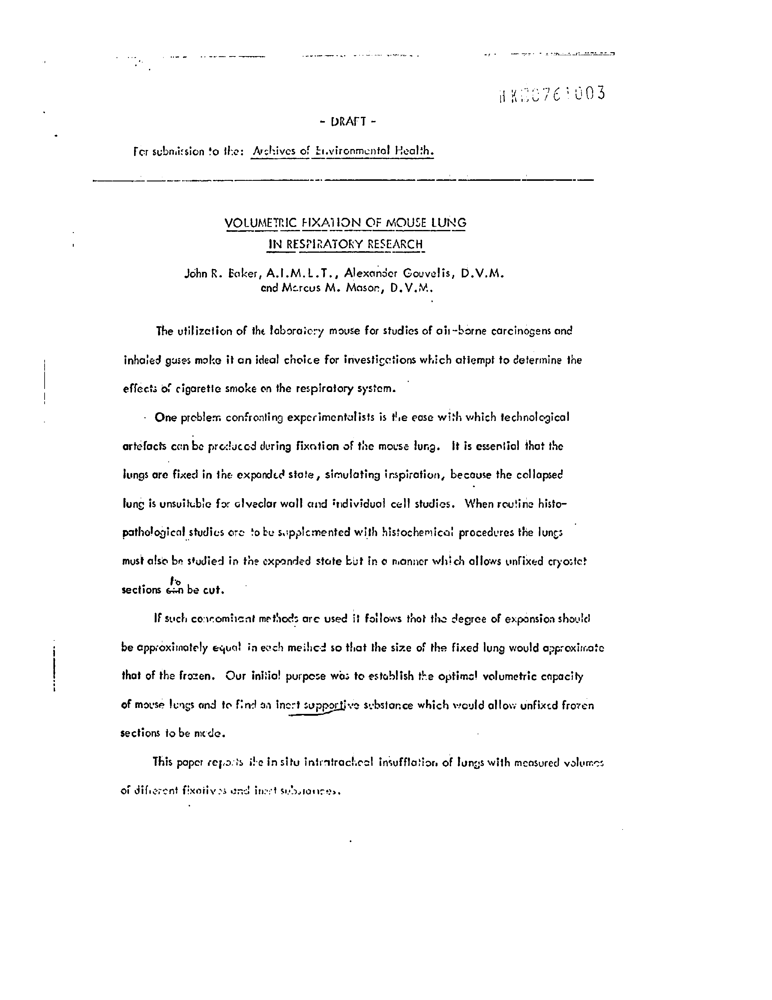 - DRAFT -
For submission to the: Archives of Environmental Health.
VOLUMETRIC FIXATION OF MOUSE LUNG
IN RESPIRATORY RESEARCH
John R. Baker, A.I.M.L.T., Alexander Gouvelis, D.V.M.
and Marcus M. Mason, D.V.M.
The utilization of the laboratory mouse for studies of air-borne carcinogens and
inhaled gases make it an ideal choice for investigations which attempt to determine the
effects of cigarette smoke on the respiratory system.
One problem confronting experimentalists is the ease with which technological
artefacts can be produced during fixation of the mouse lung. It is essential that the
lungs are fixed in the expanded state, simulating inspiration, because the collapsed
lung is unsuitable for alveolar wall and individual cell studies. When routine histo-
pathological studies are to be supplemented with histochemical procedures the lungs
must also be studied in the expanded state but in a manner which allows unfixed cryostat
sections to be cut.
If such concomitant methods are used it follows that the degree of expansion should
be approximately equal in each method so that the size of the fixed lung would approximate
that of the frozen. Our initial purpose was to establish the optimal volumetric capacity
of mouse lungs and to find an inert supportive substance which would allow unfixed frozen
sections to be made.
This paper reports the in situ intratracheal insufflation of lungs with measured volumes
of different fixatives and inert substances.